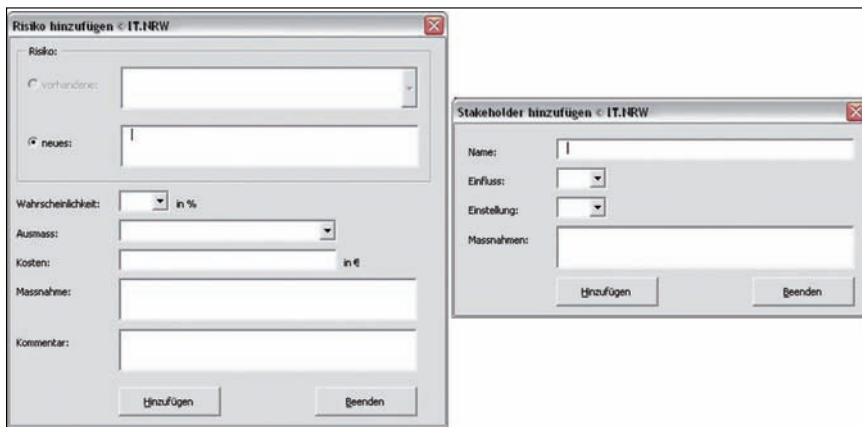 Risiko hinzufügen © IT.NRW
Risiko:
vorhandene:
neues:
Wahrscheinlichkeit: in %
Ausmass:
Kosten: in €
Massnahme:
Kommentar:
Hinzufügen Beenden
Stakeholder hinzufügen © IT.NRW
Name:
Einfluss:
Einstellung:
Massnahmen:
Hinzufügen Beenden